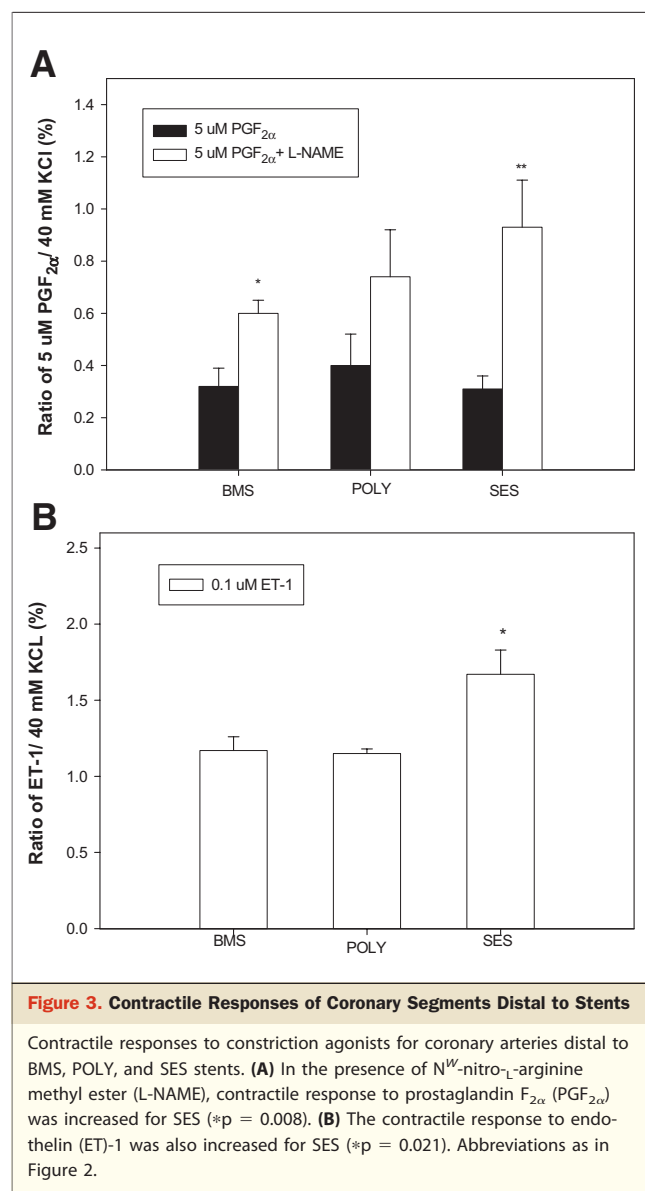 A
Ratio of 5 uM PGF2α/ 40 mM KCl (%)
1.4
1.2
1.0
0.8
0.6
0.4
0.2
0.0
5 uM PGF2α
5 uM PGF2α+ L-NAME
*
**
BMS
POLY
SES
B
Ratio of ET-1/ 40 mM KCL (%)
2.5
2.0
1.5
1.0
0.5
0.0
0.1 uM ET-1
*
BMS
POLY
SES
Figure 3. Contractile Responses of Coronary Segments Distal to Stents
Contractile responses to constriction agonists for coronary arteries distal to
BMS, POLY, and SES stents. (A) In the presence of N^W-nitro-L-arginine
methyl ester (L-NAME), contractile response to prostaglandin F2α (PGF2α)
was increased for SES (*p = 0.008). (B) The contractile response to endo-
thelin (ET)-1 was also increased for SES (*p = 0.021). Abbreviations as in
Figure 2.